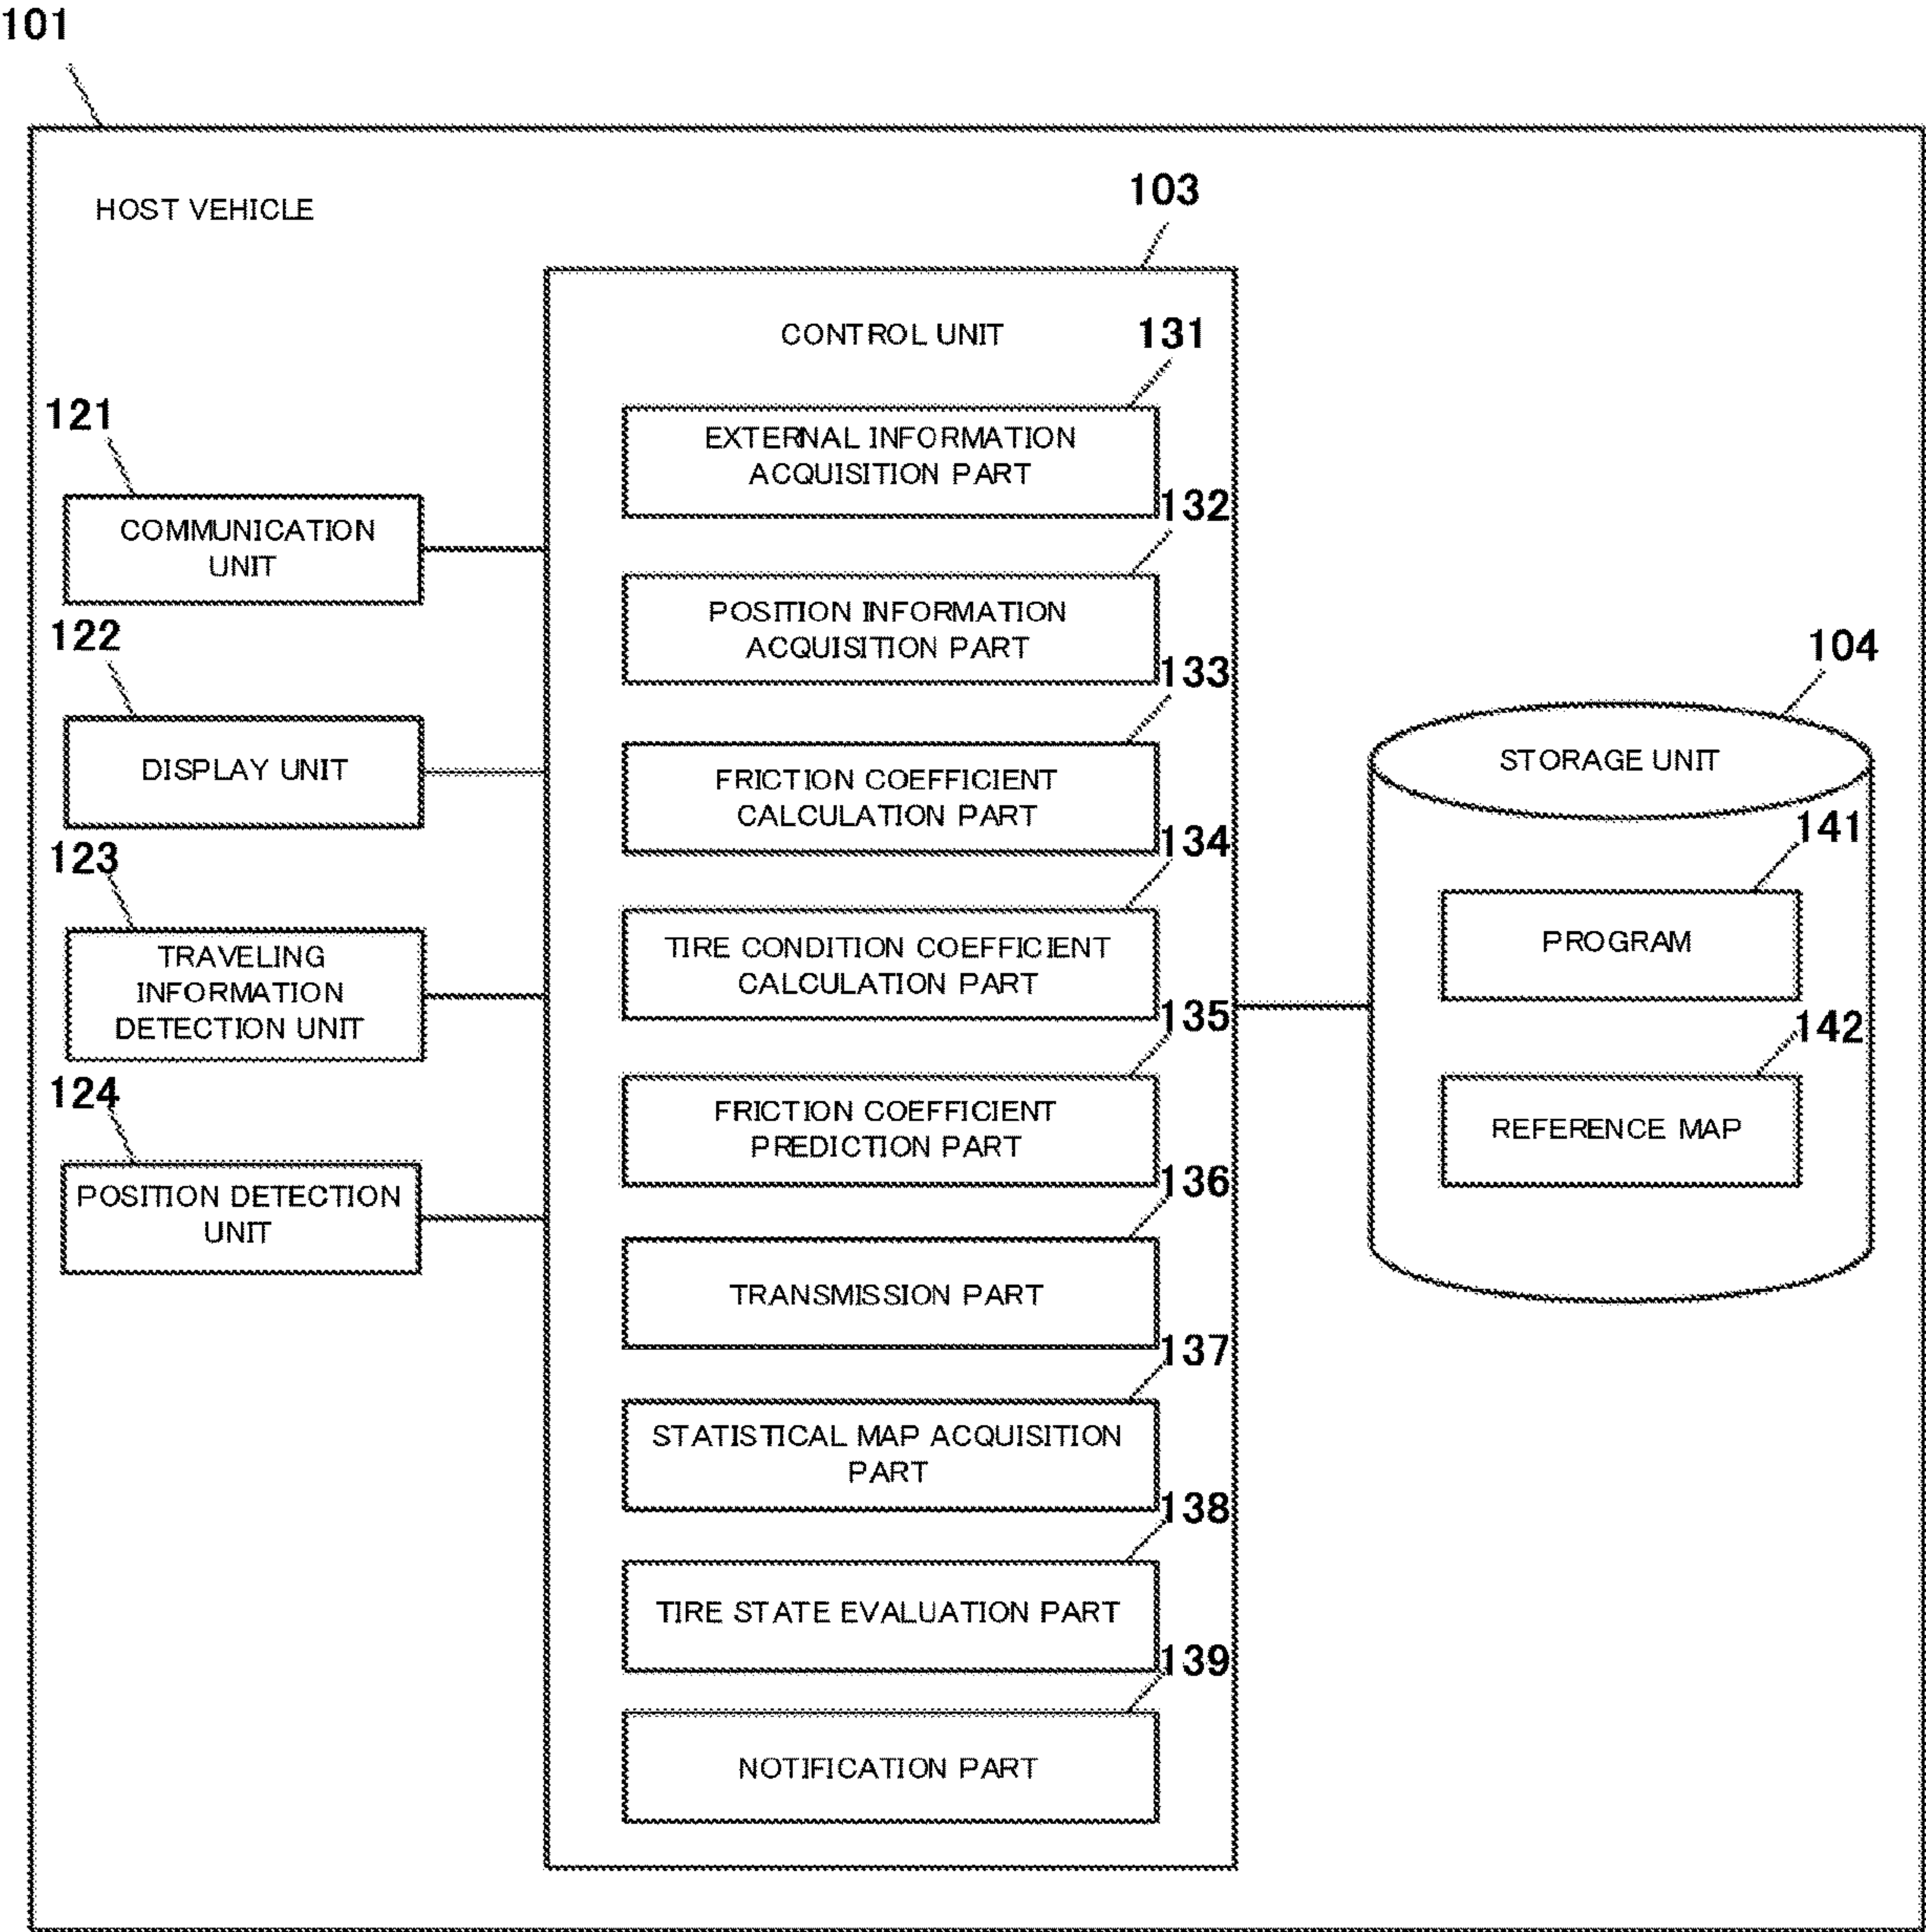 101
HOST VEHICLE
103
CONTROL UNIT
131
EXTERNAL INFORMATION
ACQUISITION PART
132
POSITION INFORMATION
ACQUISITION PART
133
FRICTION COEFFICIENT
CALCULATION PART
134
TIRE CONDITION COEFFICIENT
CALCULATION PART
135
FRICTION COEFFICIENT
PREDICTION PART
136
TRANSMISSION PART
137
STATISTICAL MAP ACQUISITION
PART
138
TIRE STATE EVALUATION PART
139
NOTIFICATION PART
121
COMMUNICATION
UNIT
122
DISPLAY UNIT
123
TRAVELING
INFORMATION
DETECTION UNIT
124
POSITION DETECTION
UNIT
104
STORAGE UNIT
141
PROGRAM
142
REFERENCE MAP